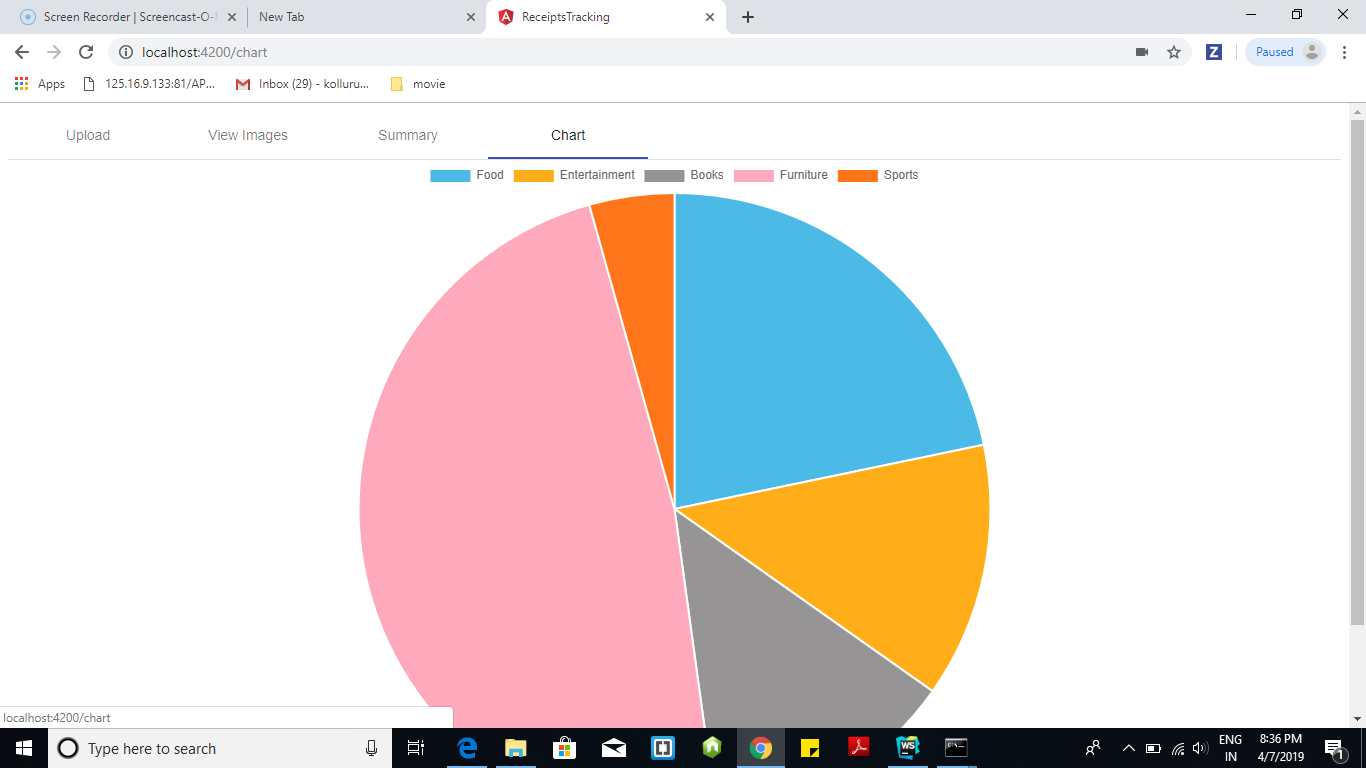 Screen Recorder | Screencast-O-
New Tab
ReceiptsTracking
localhost:4200/chart
Z
Paused
Apps
125.16.9.133:81/AP...
Inbox (29) - kolluru...
movie
Upload
View Images
Summary
Chart
Food
Entertainment
Books
Furniture
Sports
localhost:4200/chart
Type here to search
WS
ENG
IN
8:36 PM
4/7/2019
1